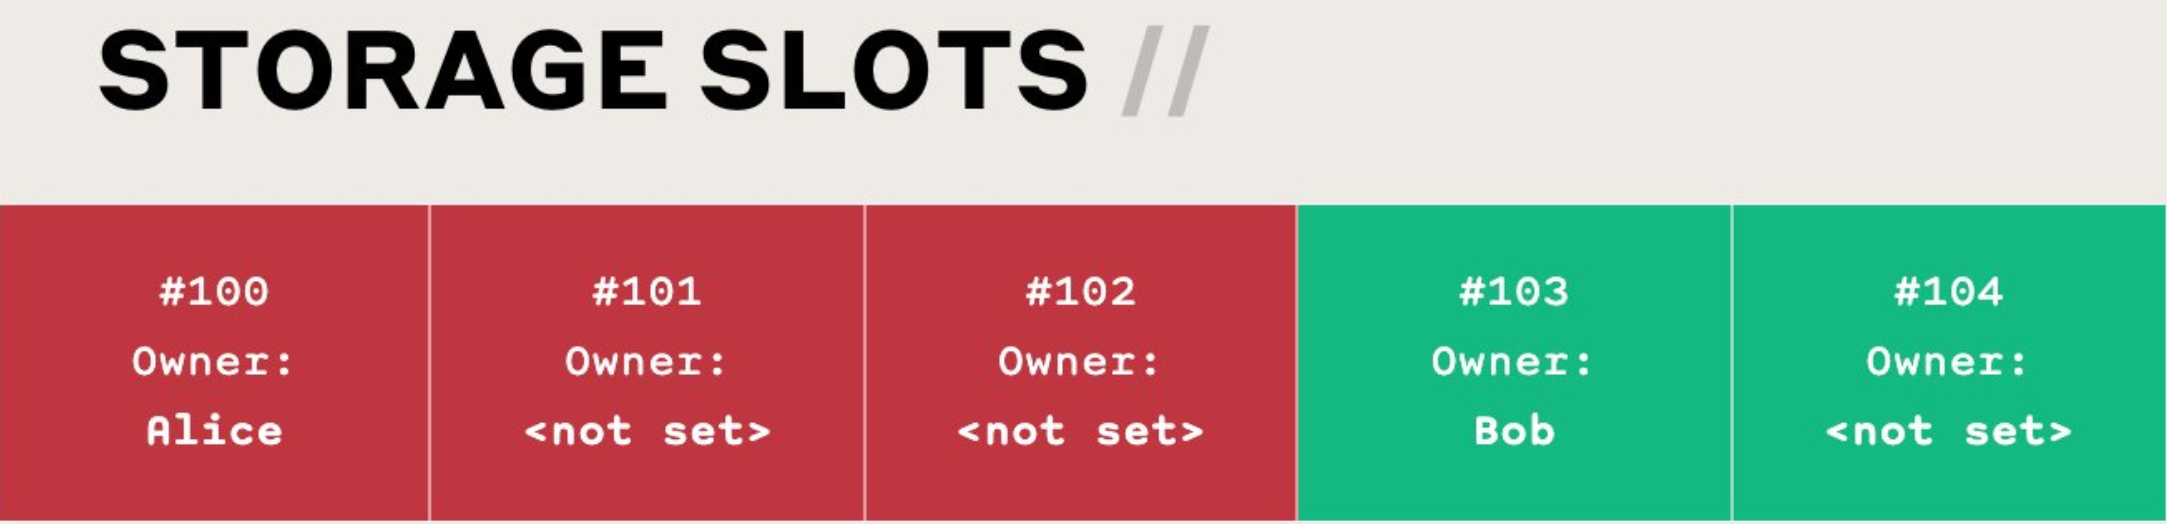 STORAGE SLOTS //
#100
Owner:
Alice
#101
Owner:
<not set>
#102
Owner:
<not set>
#103
Owner:
Bob
#104
Owner:
<not set>